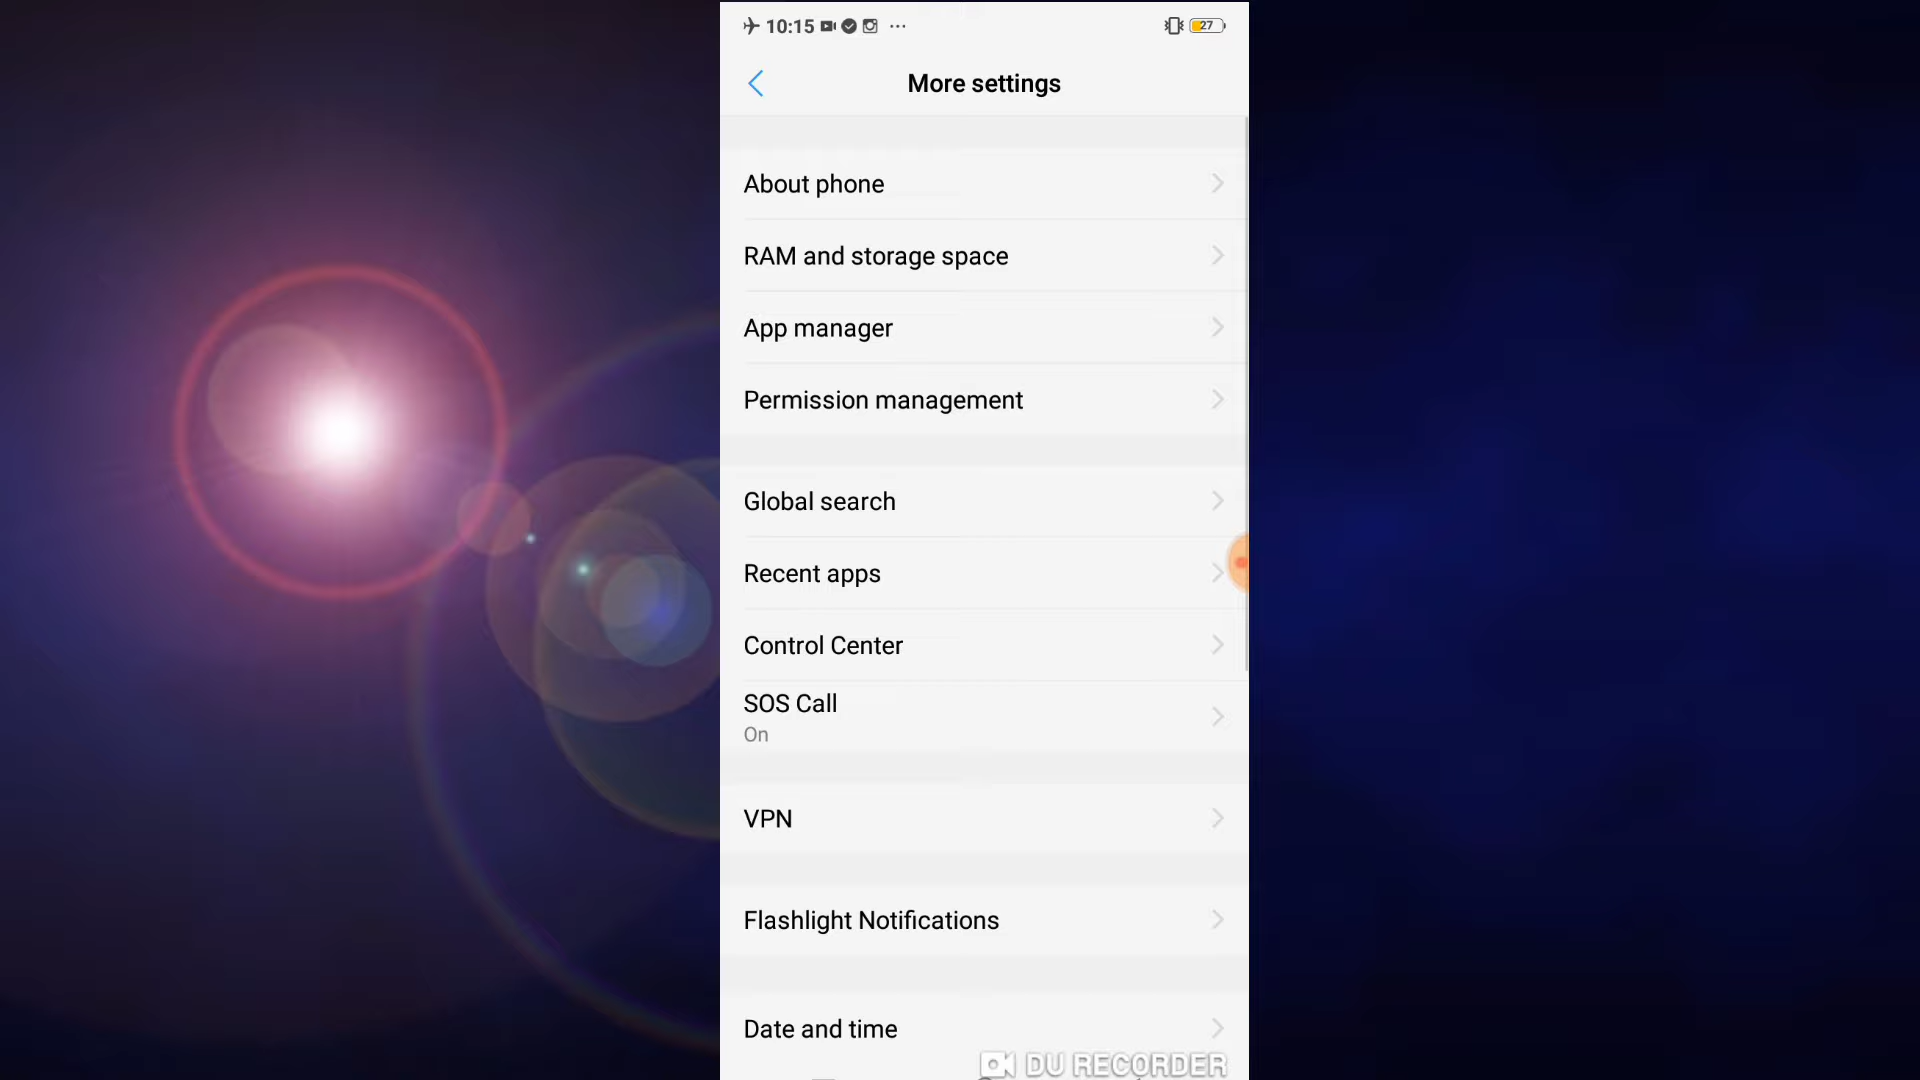 10:15
27
More settings
About phone
RAM and storage space
App manager
Permission management
Global search
Recent apps
Control Center
SOS Call
On
VPN
Flashlight Notifications
Date and time
DU RECORDER